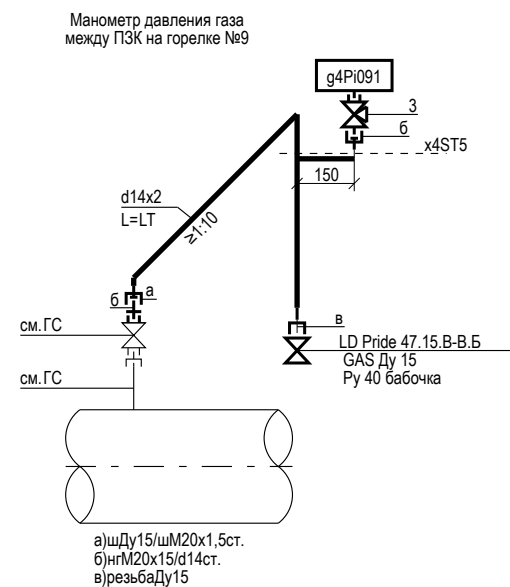 Манометр давления газа
между ПЗК на горелке №9
g4Pi091
3
б
x4ST5
150
d14x2
L=LT
≥1:10
а
б
см.ГС
в
LD Pride 47.15.В-В.Б
GAS Ду 15
Ру 40 бабочка
см.ГС
а)шДу15/шМ20х1,5ст.
б)нгМ20х15/d14ст.
в)резьбаДу15